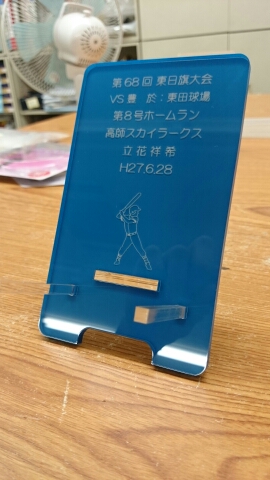 第68回 東日旗大会
VS豊 於:東田球場
第8号ホームラン
高師スカイラークス
立花祥希
H27.6.28